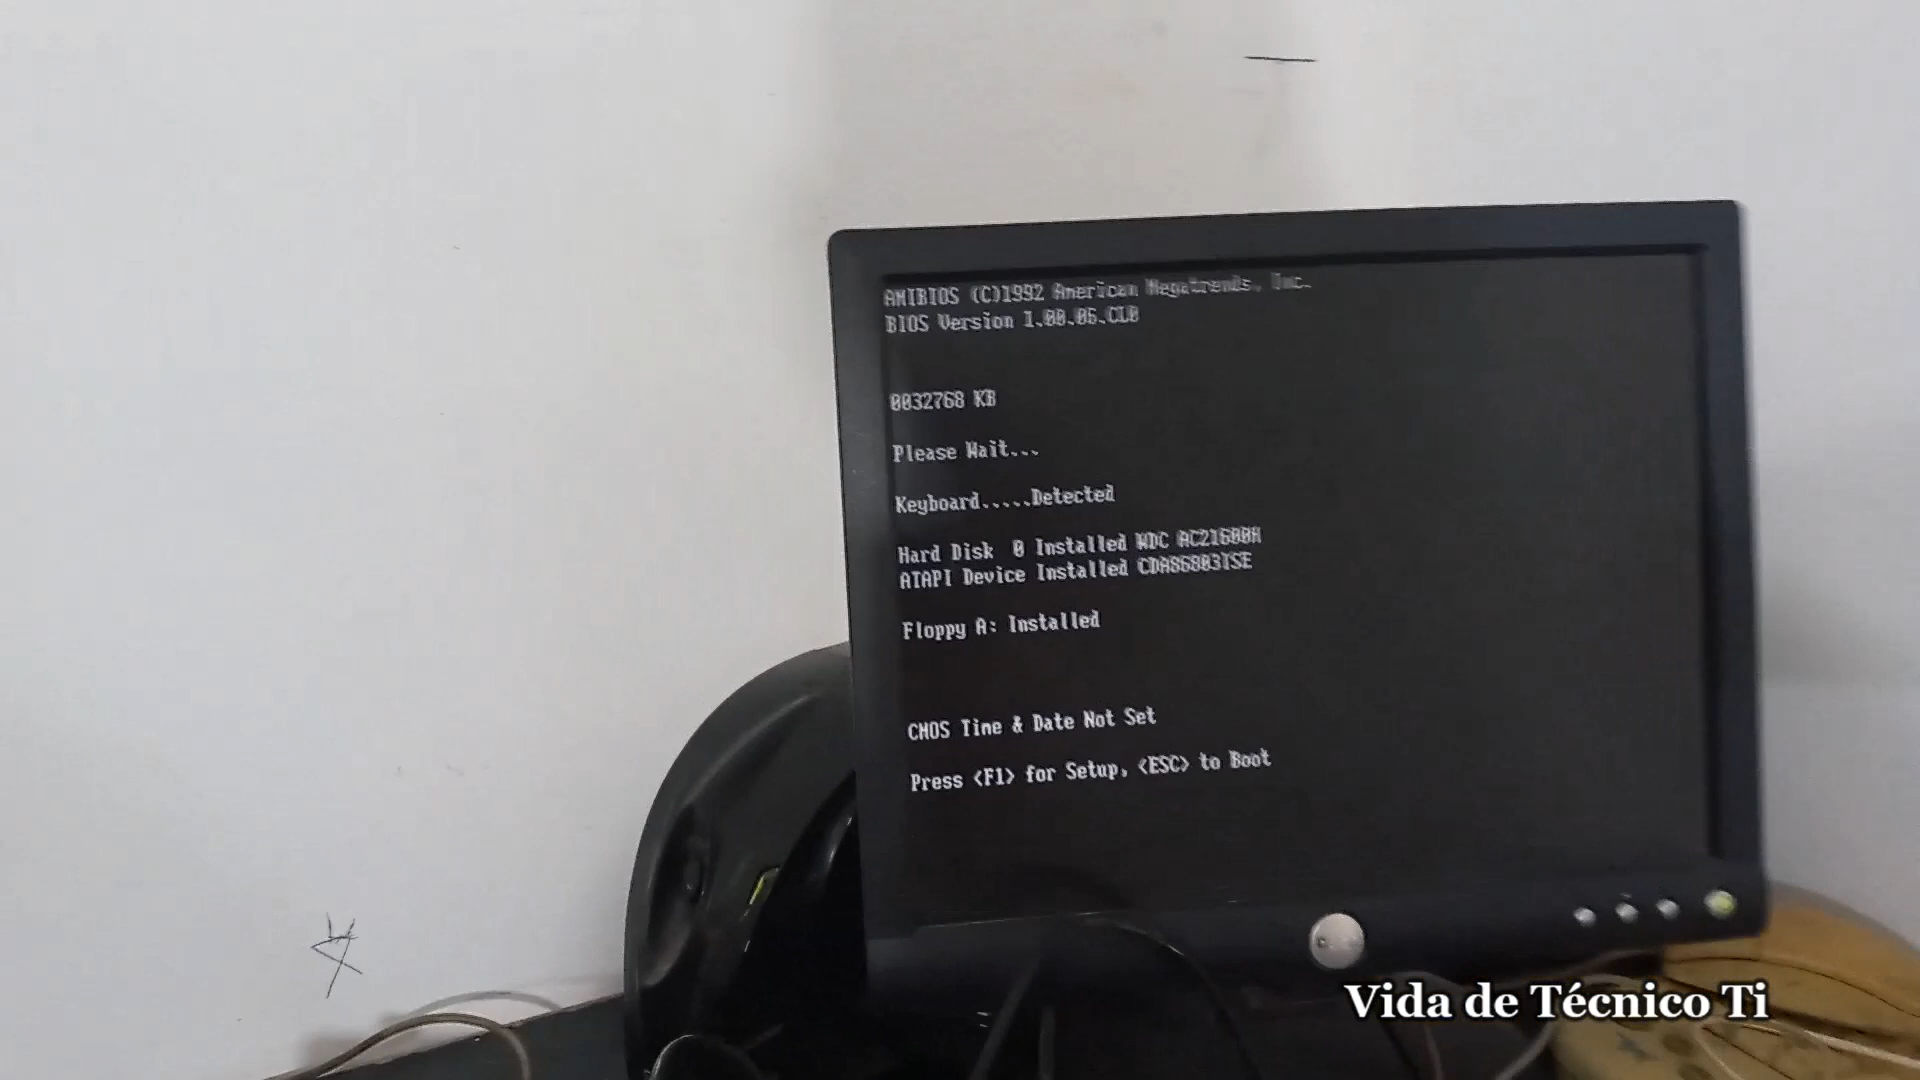 AMIBIOS (C)1992 American Megatrends, Inc.
BIOS Version 1.00.05.CL0
0032768 KB
Please Wait...
Keyboard.....Detected
Hard Disk 0 Installed WDC AC21600H
ATAPI Device Installed CDA86803ISE
Floppy A: Installed
CMOS Time & Date Not Set
Press <F1> for Setup, <ESC> to Boot
Vida de Técnico Ti